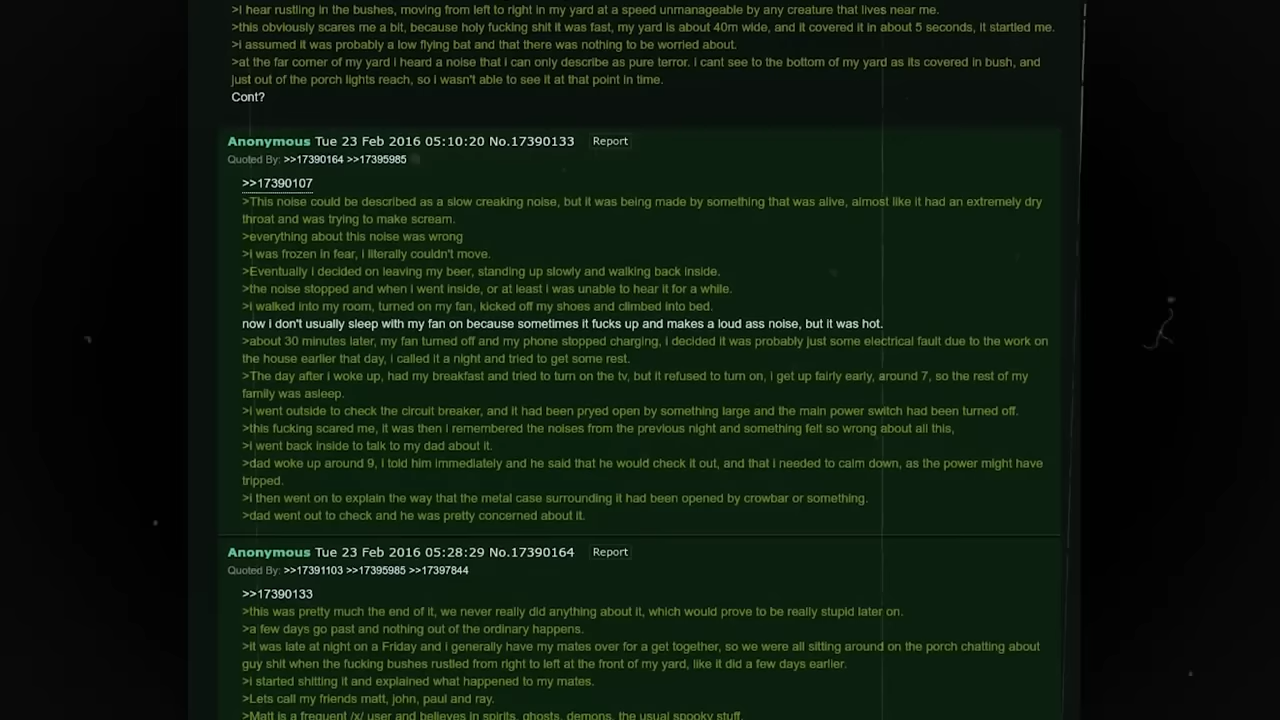 >I hear rustling in the bushes, moving from left to right in my yard at a speed unmanageable by any creature that lives near me.
>this obviously scares me a bit, because holy fucking shit it was fast, my yard is about 40m wide, and it covered it in about 5 seconds, it startled me.
>i assumed it was probably a low flying bat and that there was nothing to be worried about.
>at the far corner of my yard i heard a noise that i can only describe as pure terror. i cant see to the bottom of my yard as its covered in bush, and
just out of the porch lights reach, so i wasn't able to see it at that point in time.
Cont?
Anonymous Tue 23 Feb 2016 05:10:20 No.17390133 Report
Quoted By: >>17390164 >>17395985
>>17390107
>This noise could be described as a slow creaking noise, but it was being made by something that was alive, almost like it had an extremely dry
throat and was trying to make scream.
>everything about this noise was wrong
>i was frozen in fear, i literally couldn't move.
>Eventually i decided on leaving my beer, standing up slowly and walking back inside.
>the noise stopped and when i went inside, or at least i was unable to hear it for a while.
>i walked into my room, turned on my fan, kicked off my shoes and climbed into bed.
now i don't usually sleep with my fan on because sometimes it fucks up and makes a loud ass noise, but it was hot.
>about 30 minutes later, my fan turned off and my phone stopped charging, i decided it was probably just some electrical fault due to the work on
the house earlier that day, i called it a night and tried to get some rest.
>The day after i woke up, had my breakfast and tried to turn on the tv, but it refused to turn on, i get up fairly early, around 7, so the rest of my
family was asleep.
>i went outside to check the circuit breaker, and it had been pryed open by something large and the main power switch had been turned off.
>this fucking scared me, it was then i remembered the noises from the previous night and something felt so wrong about all this,
>i went back inside to talk to my dad about it.
>dad woke up around 9, i told him immediately and he said that he would check it out, and that i needed to calm down, as the power might have
tripped.
>i then went on to explain the way that the metal case surrounding it had been opened by crowbar or something.
>dad went out to check and he was pretty concerned about it.
Anonymous Tue 23 Feb 2016 05:28:29 No.17390164 Report
Quoted By: >>17391103 >>17395985 >>17397844
>>17390133
>this was pretty much the end of it, we never really did anything about it, which would prove to be really stupid later on.
>a few days go past and nothing out of the ordinary happens.
>it was late at night on a Friday and i generally have my mates over for a get together, so we were all sitting around on the porch chatting about
guy shit when the fucking bushes rustled from right to left at the front of my yard, like it did a few days earlier.
>i started shitting it and explained what happened to my mates.
>Lets call my friends matt, john, paul and ray.
>Matt is a frequent /x/ user and believes in spirits, ghosts, demons, the usual spooky stuff.